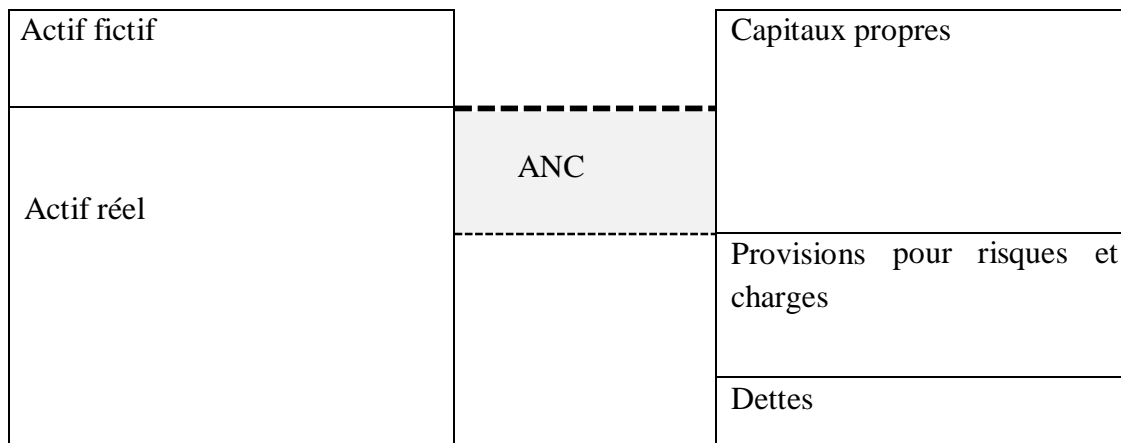 Actif fictif
Capitaux propres
ANC
Actif réel
Provisions pour risques et
charges
Dettes